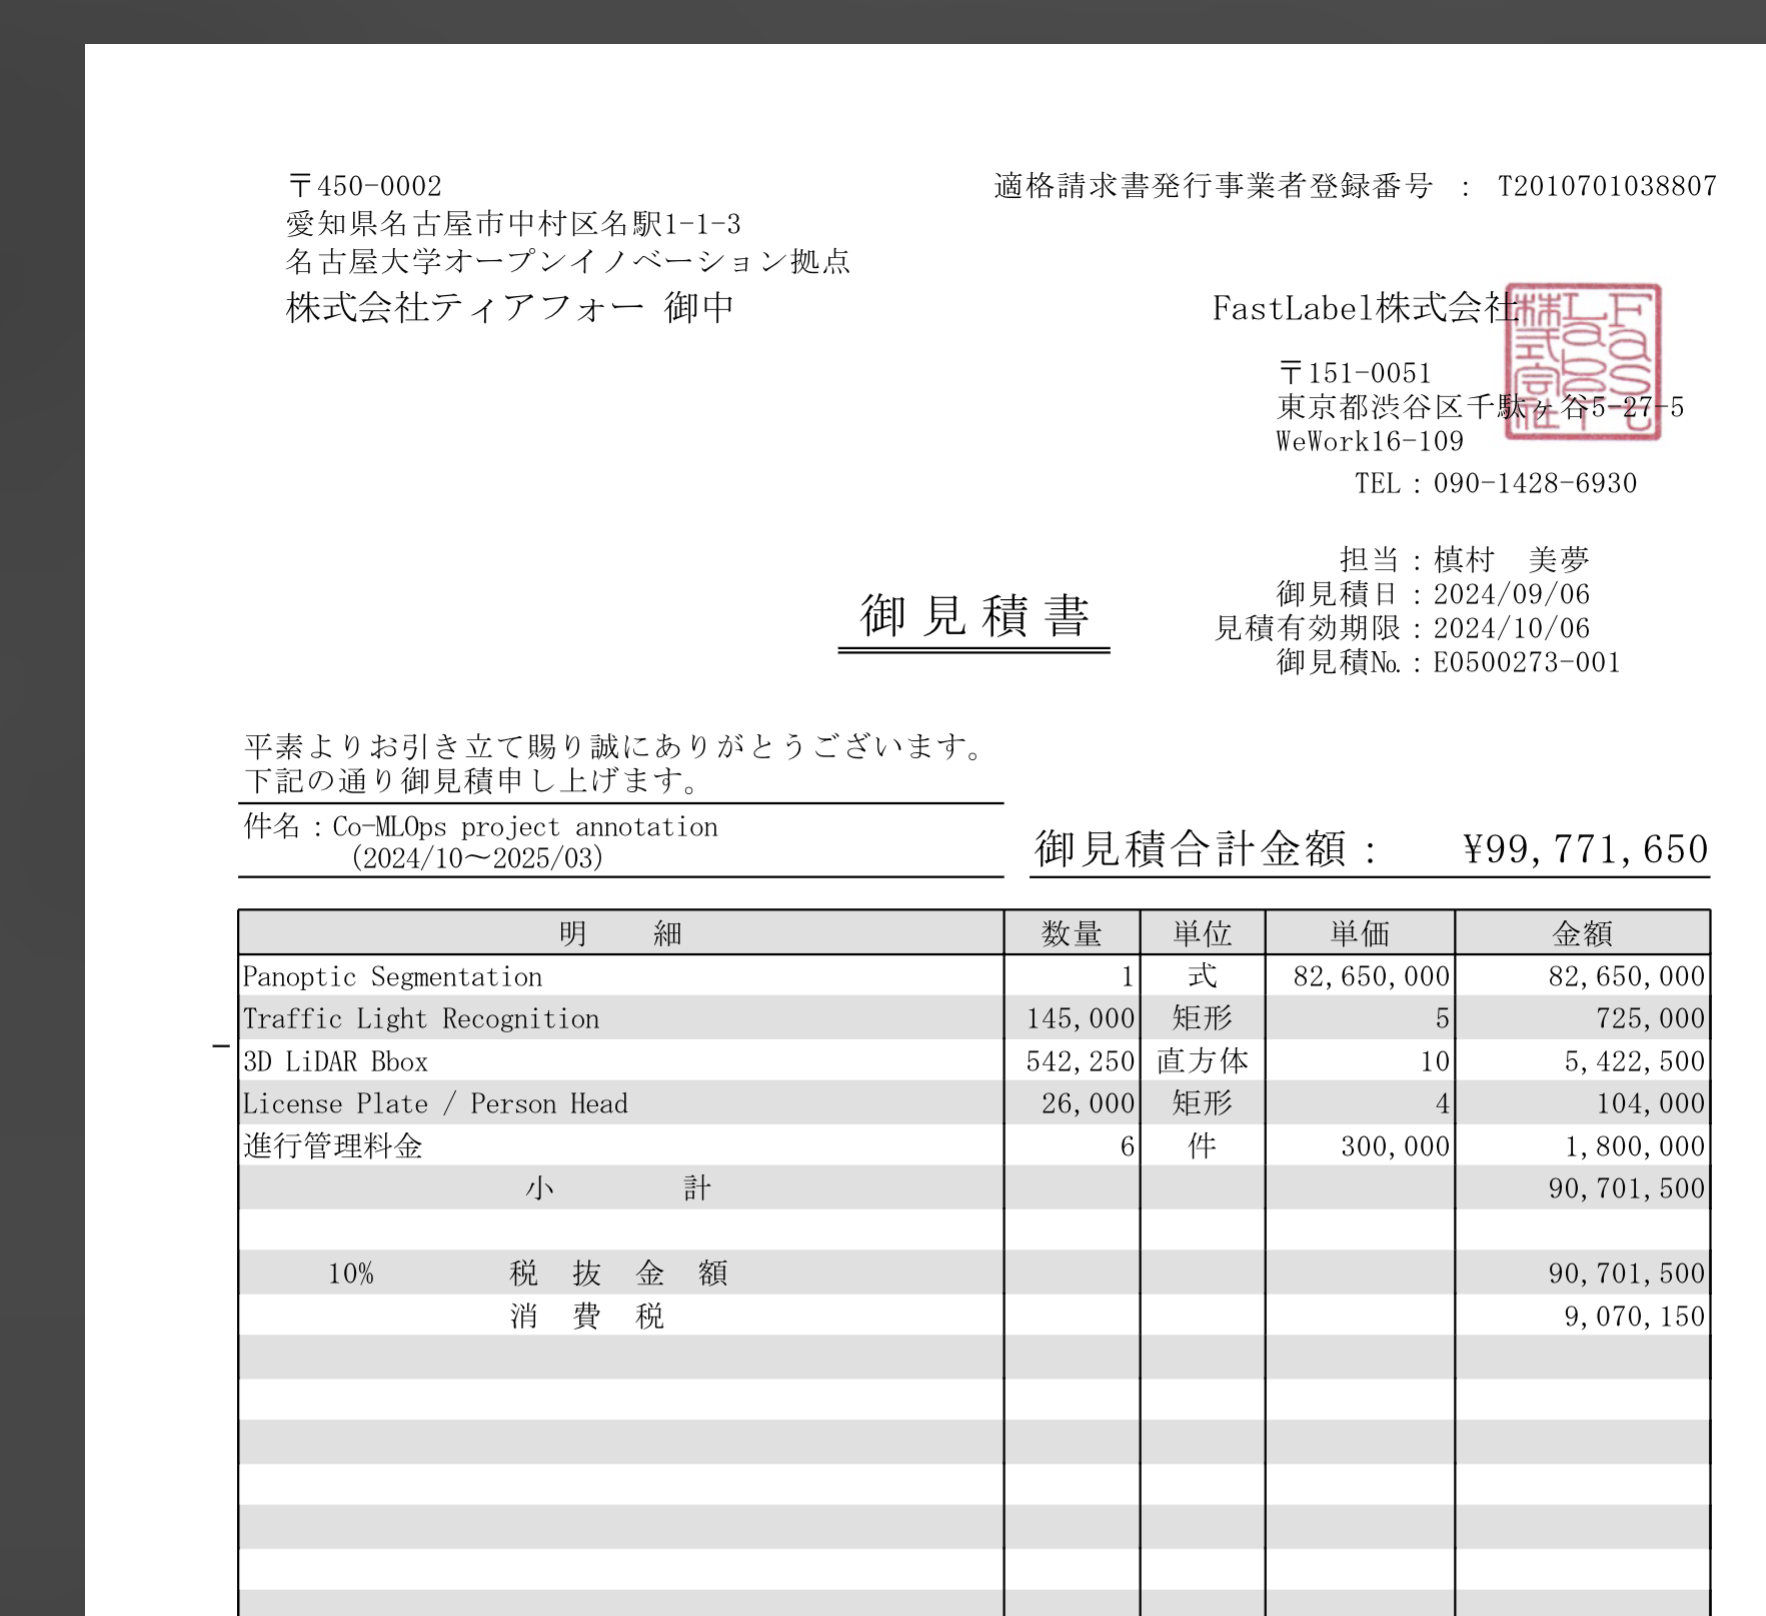 〒450-0002
愛知県名古屋市中村区名駅1-1-3
名古屋大学オープンイノベーション拠点
株式会社ティアフォー 御中
適格請求書発行事業者登録番号 : T2010701038807
FastLabel株式会社
FastLabel株式会社
〒151-0051
東京都渋谷区千駄ヶ谷5-27-5
WeWork16-109
TEL:090-1428-6930
担当:槙村 美夢
御見積日:2024/09/06
見積有効期限:2024/10/06
御見積№:E0500273-001
御見積書
平素よりお引き立て賜り誠にありがとうございます。
下記の通り御見積申し上げます。
件名:Co-MLOps project annotation
(2024/10～2025/03)
御見積合計金額: ¥99,771,650
明 細 数量 単位 単価 金額
Panoptic Segmentation 1 式 82,650,000 82,650,000
Traffic Light Recognition 145,000 矩形 5 725,000
3D LiDAR Bbox 542,250 直方体 10 5,422,500
License Plate / Person Head 26,000 矩形 4 104,000
進行管理料金 6 件 300,000 1,800,000
小 計 90,701,500
10% 税 抜 金 額 90,701,500
消 費 税 9,070,150